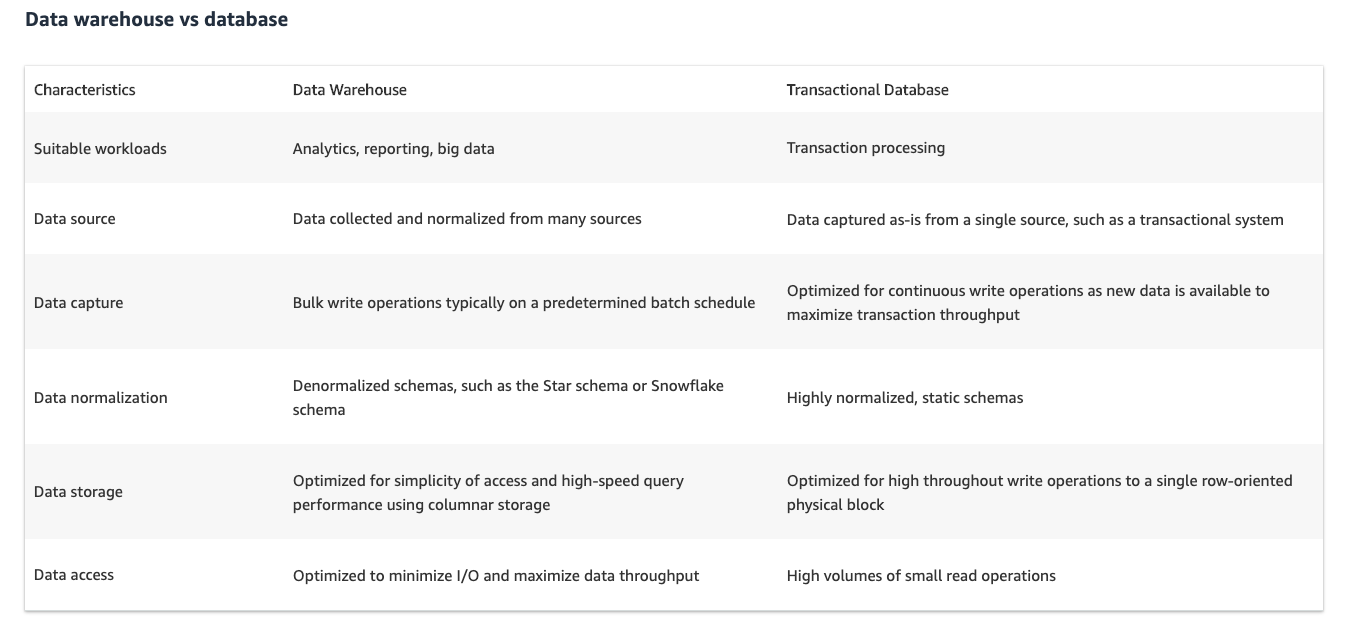 Data warehouse vs database
Characteristics
Data Warehouse
Transactional Database
Suitable workloads
Analytics, reporting, big data
Transaction processing
Data source
Data collected and normalized from many sources
Data captured as-is from a single source, such as a transactional system
Data capture
Bulk write operations typically on a predetermined batch schedule
Optimized for continuous write operations as new data is available to
maximize transaction throughput
Data normalization
Denormalized schemas, such as the Star schema or Snowflake
schema
Highly normalized, static schemas
Data storage
Optimized for simplicity of access and high-speed query
performance using columnar storage
Optimized for high throughout write operations to a single row-oriented
physical block
Data access
Optimized to minimize I/O and maximize data throughput
High volumes of small read operations